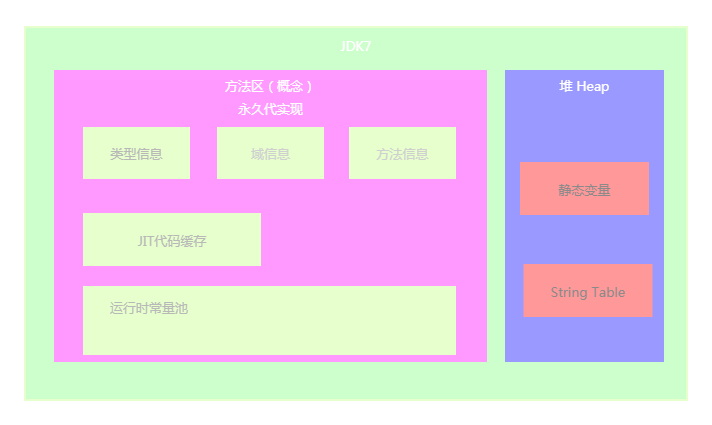 JDK7
方法区（概念）
永久代实现
堆 Heap
类型信息
域信息
方法信息
静态变量
JIT代码缓存
String Table
运行时常量池